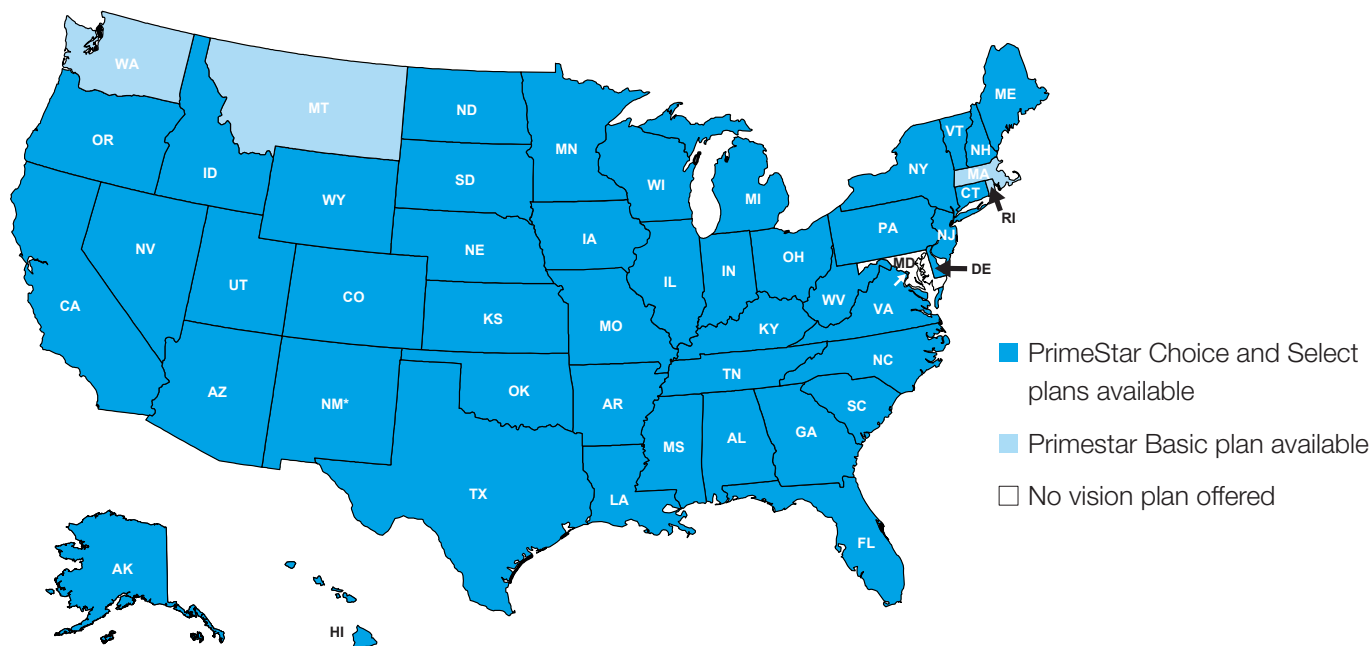 WA
MT
ND
ME
OR
MN
VT
NH
ID
SD
WI
NY
MA
WY
MI
CT
RI
IA
PA
NE
NJ
NV
OH
MD
DE
IL
IN
UT
CO
CA
WV
VA
KS
MO
KY
PrimeStar Choice and Select
plans available
NC
TN
AZ
OK
NM*
AR
SC
Primestar Basic plan available
MS
AL
GA
TX
LA
No vision plan offered
FL
AK
HI